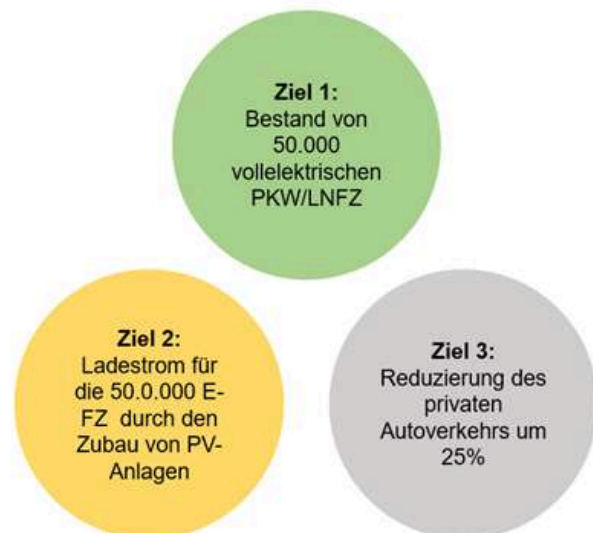 Ziel 1:
Bestand von
50.000
vollelektrischen
PKW/LNFZ
Ziel 2:
Ladestrom für
die 50.0.000 E-
FZ durch den
Zubau von PV-
Anlagen
Ziel 3:
Reduzierung des
privaten
Autoverkehrs um
25%